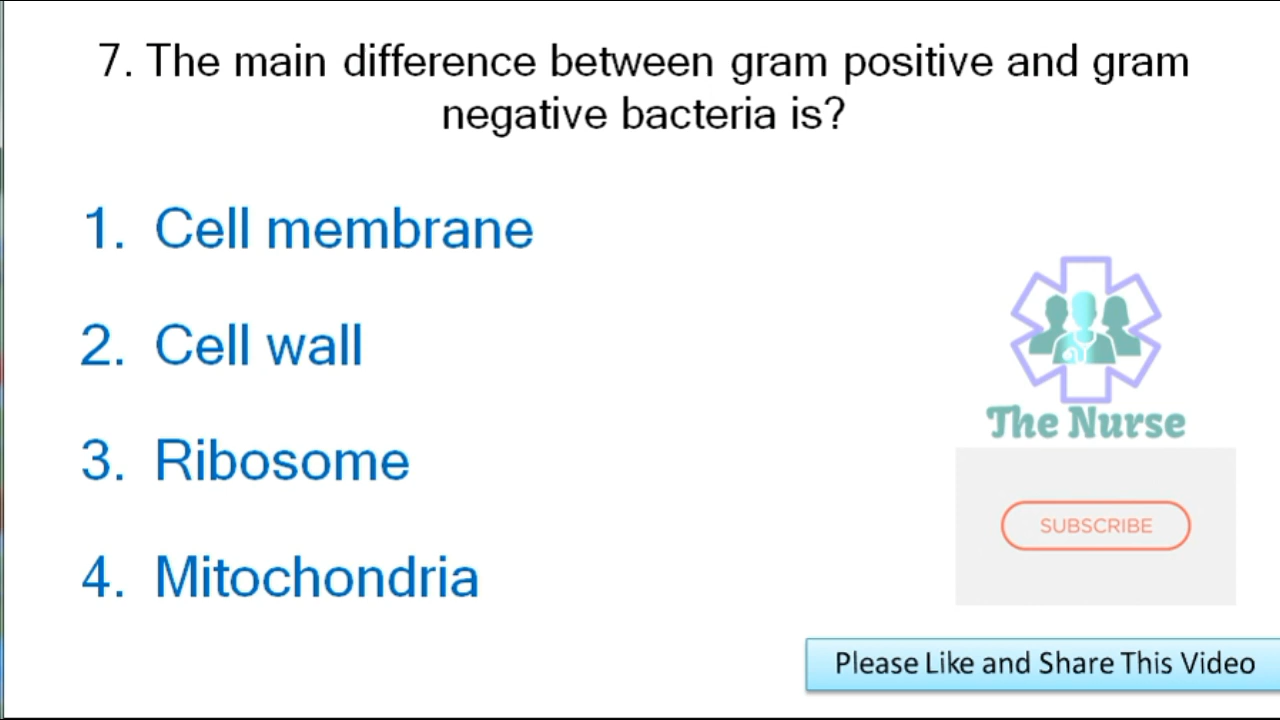 7. The main difference between gram positive and gram
negative bacteria is?
1. Cell membrane
2. Cell wall
3. Ribosome
4. Mitochondria
The Nurse
SUBSCRIBE
Please Like and Share This Video